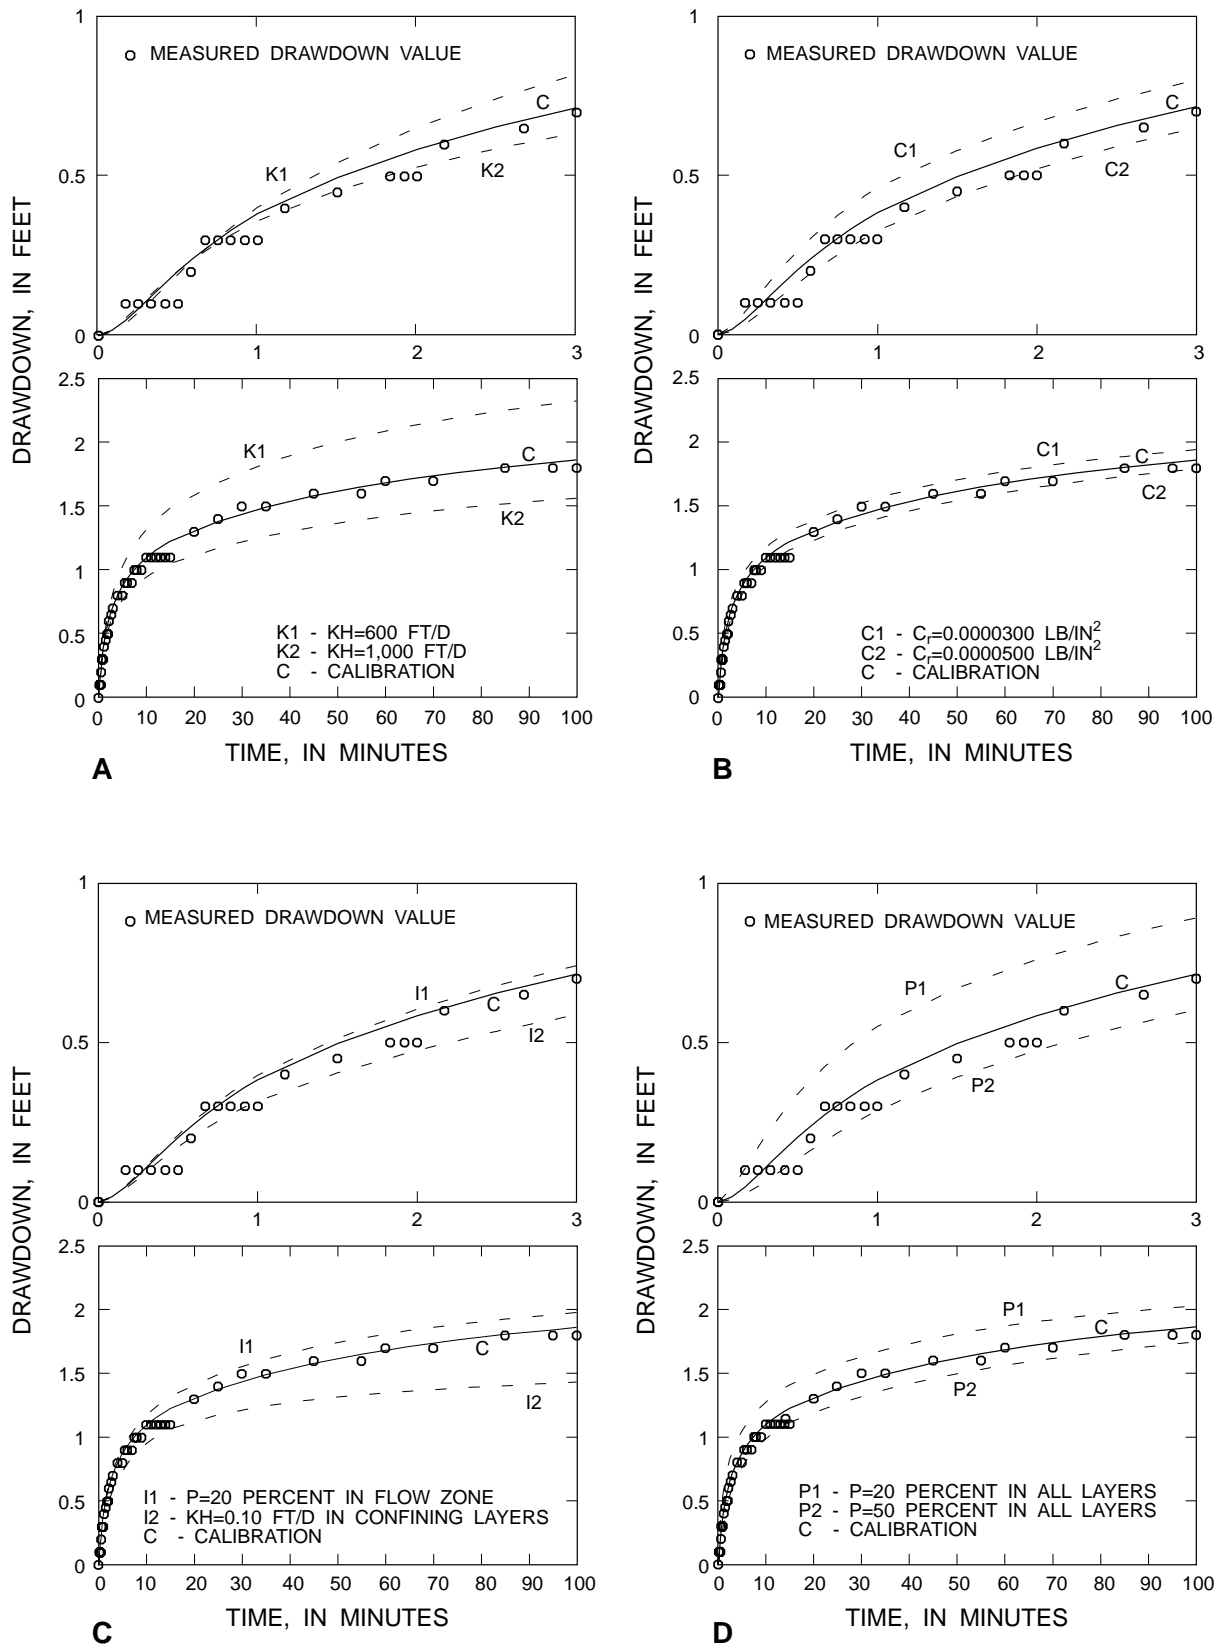 DRAWDOWN, IN FEET
1
0.5
0
MEASURED DRAWDOWN VALUE
K1
C
K2
0
1
2
3
2.5
2
1.5
1
0.5
0
K1
C
K2
K1 - KH=600 FT/D
K2 - KH=1,000 FT/D
C - CALIBRATION
0 10 20 30 40 50 60 70 80 90 100
TIME, IN MINUTES
A
DRAWDOWN, IN FEET
1
0.5
0
MEASURED DRAWDOWN VALUE
C1
C
C2
0
1
2
3
2.5
2
1.5
1
0.5
0
C1
C
C2
C1 - Cr=0.0000300 LB/IN2
C2 - Cr=0.0000500 LB/IN2
C - CALIBRATION
0 10 20 30 40 50 60 70 80 90 100
TIME, IN MINUTES
B
DRAWDOWN, IN FEET
1
0.5
0
MEASURED DRAWDOWN VALUE
I1
C
I2
0
1
2
3
2.5
2
1.5
1
0.5
0
I1
C
I2
I1 - P=20 PERCENT IN FLOW ZONE
I2 - KH=0.10 FT/D IN CONFINING LAYERS
C - CALIBRATION
0 10 20 30 40 50 60 70 80 90 100
TIME, IN MINUTES
C
DRAWDOWN, IN FEET
1
0.5
0
MEASURED DRAWDOWN VALUE
P1
C
P2
0
1
2
3
2.5
2
1.5
1
0.5
0
P1
C
P2
P1 - P=20 PERCENT IN ALL LAYERS
P2 - P=50 PERCENT IN ALL LAYERS
C - CALIBRATION
0 10 20 30 40 50 60 70 80 90 100
TIME, IN MINUTES
D